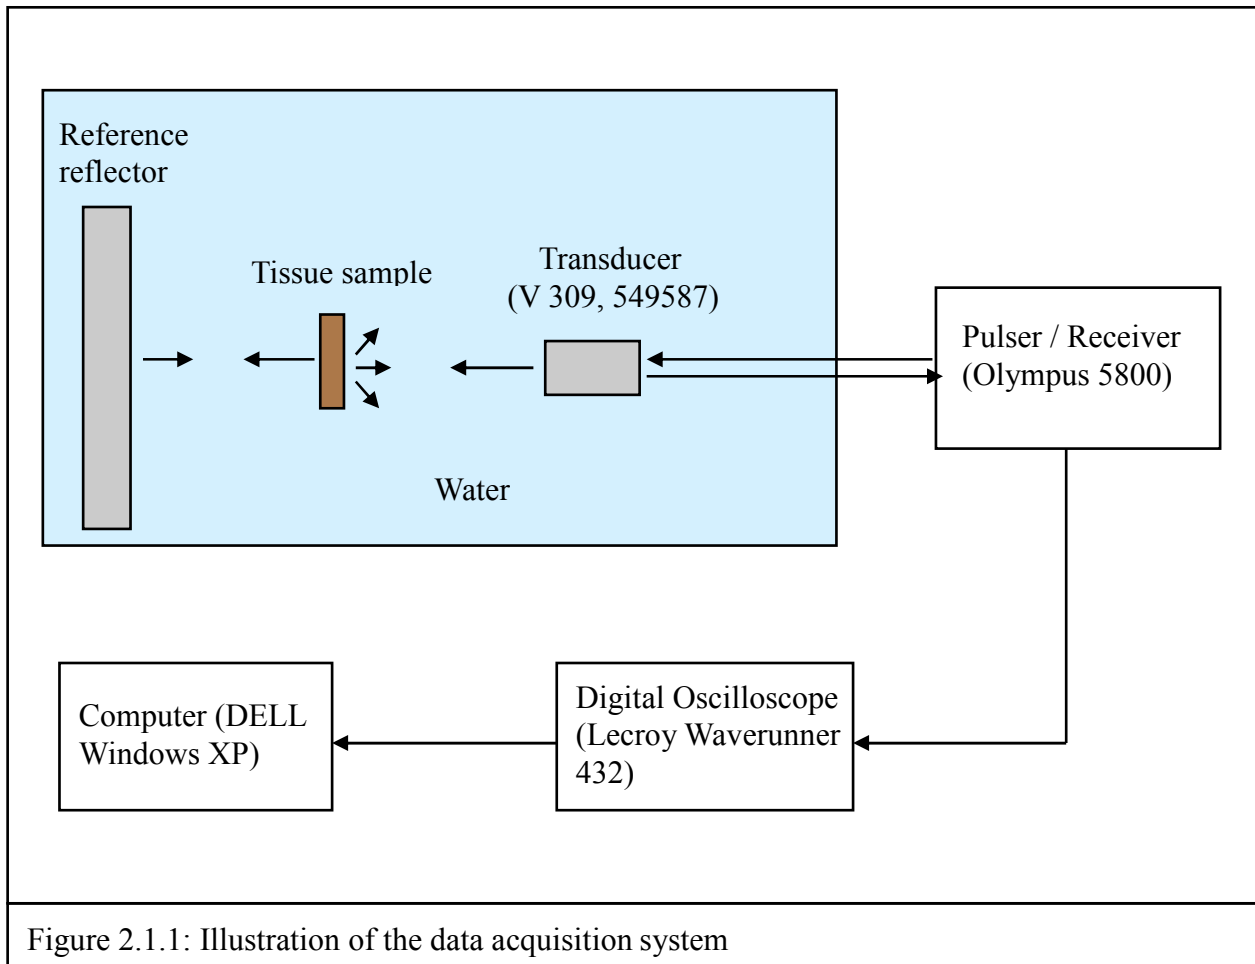 Reference
reflector
Tissue sample
Transducer
(V 309, 549587)
Pulser / Receiver
(Olympus 5800)
Water
Computer (DELL
Windows XP)
Digital Oscilloscope
(Lecroy Waverunner
432)
Figure 2.1.1: Illustration of the data acquisition system